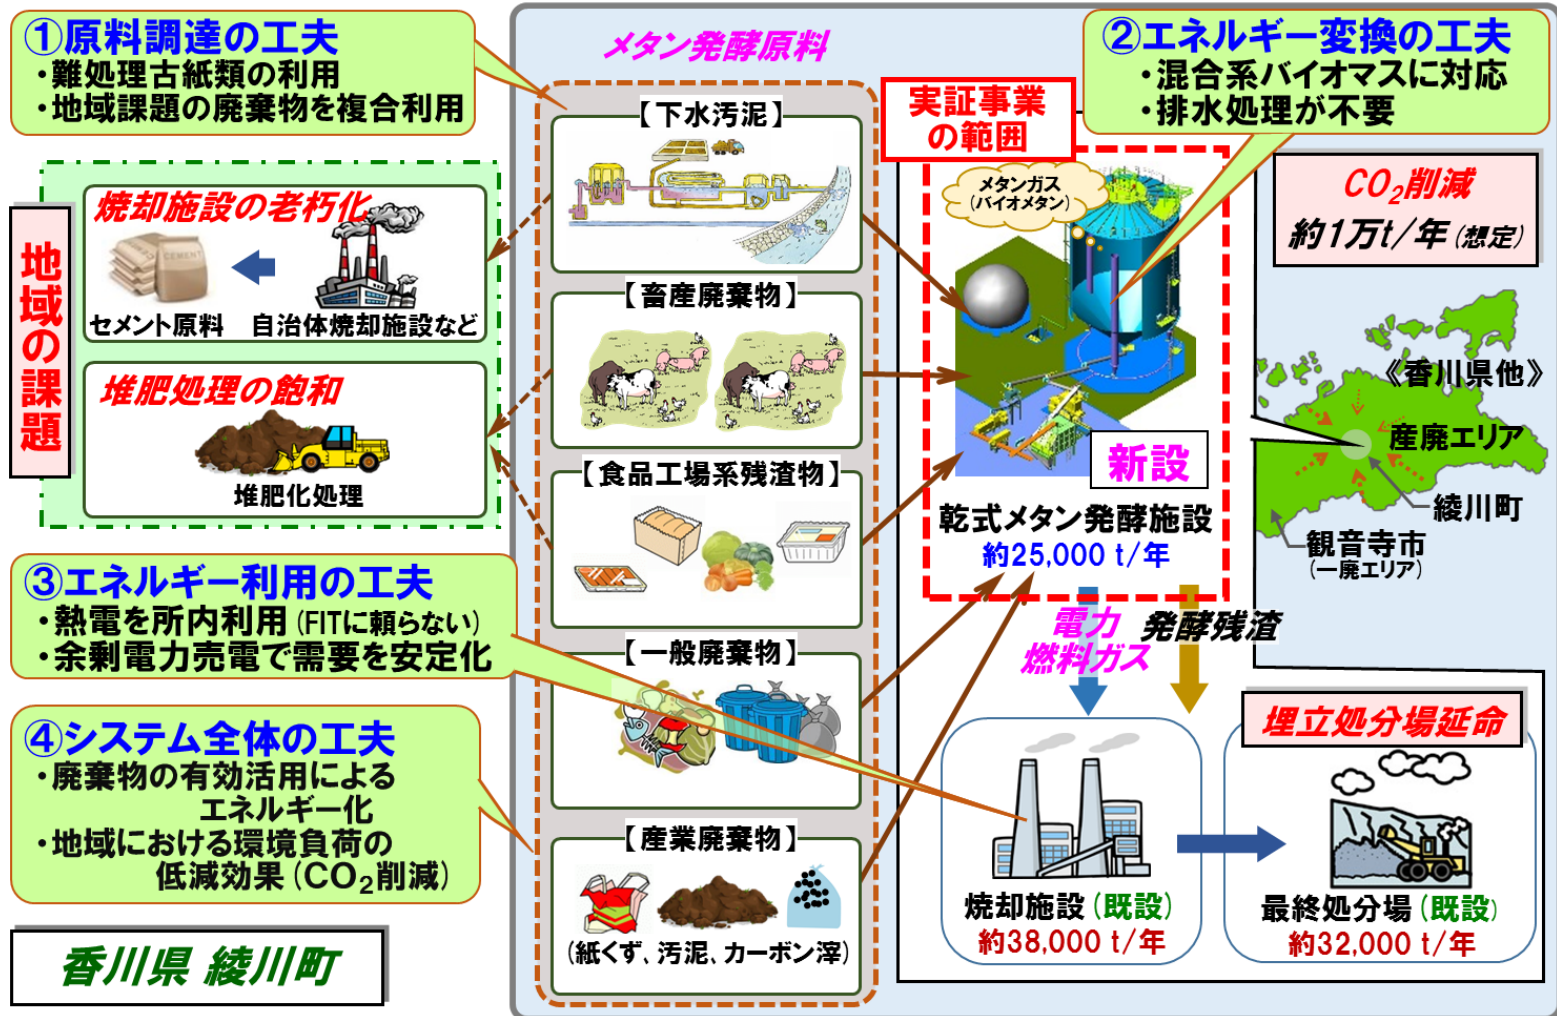 ①原料調達の工夫
・難処理古紙類の利用
・地域課題の廃棄物を複合利用
メタン発酵原料
②エネルギー変換の工夫
・混合系バイオマスに対応
・排水処理が不要
実証事業
の範囲
地域の課題
焼却施設の老朽化
CEMENT
セメント原料
自治体焼却施設など
堆肥処理の飽和
堆肥化処理
【下水汚泥】
【畜産廃棄物】
【食品工場系残渣物】
【一般廃棄物】
【産業廃棄物】
(紙くず、汚泥、カーボン滓)
メタンガス
(バイオメタン)
新設
乾式メタン発酵施設
約25,000 t/年
CO₂削減
約1万t/年(想定)
《香川県他》
産廃エリア
綾川町
観音寺市
(一廃エリア)
③エネルギー利用の工夫
・熱電を所内利用(FITに頼らない)
・余剰電力売電で需要を安定化
電力
燃料ガス
発酵残渣
④システム全体の工夫
・廃棄物の有効活用による
エネルギー化
・地域における環境負荷の
低減効果(CO₂削減)
埋立処分場延命
焼却施設(既設)
約38,000 t/年
最終処分場(既設)
約32,000 t/年
香川県 綾川町